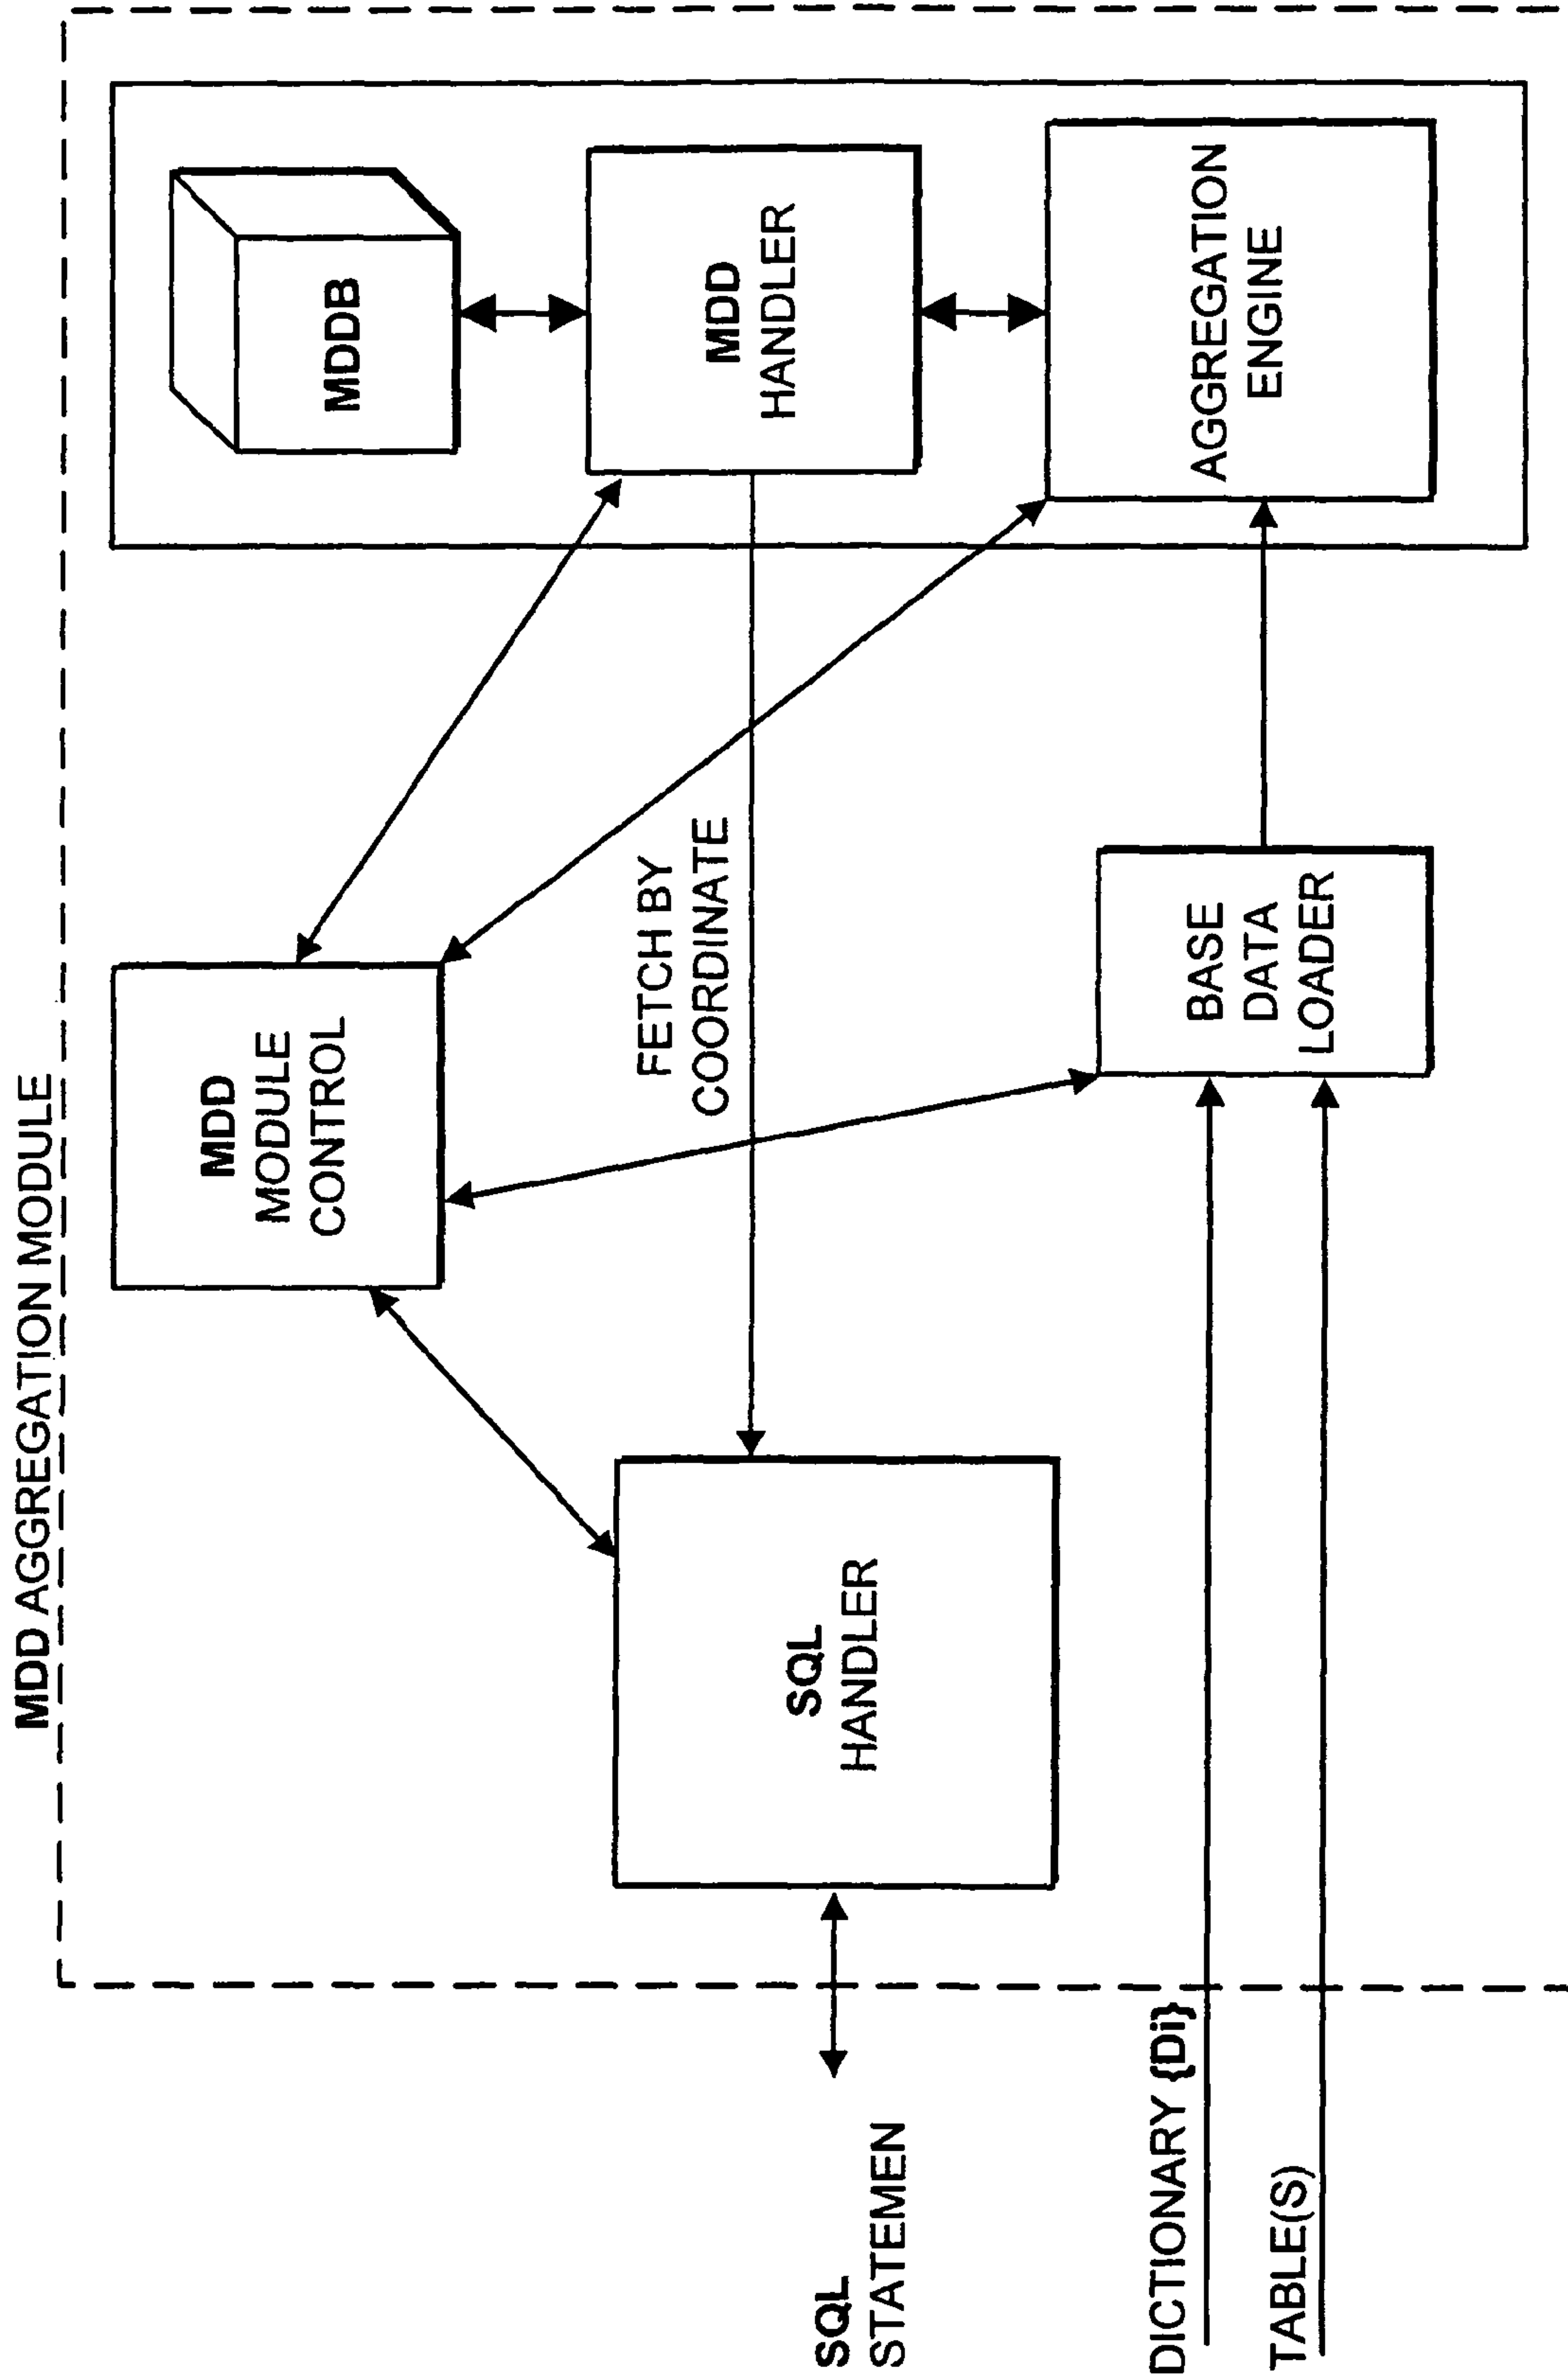 MDD AGGREGATION MODULE
MDD
MODULE
CONTROL
MDDB
MDD
HANDLER
FETCH BY
COORDINATE
SQL
HANDLER
SQL
STATEMEN
AGGREGATION
ENGINE
BASE
DATA
LOADER
DICTIONARY {Di}
TABLE(S)